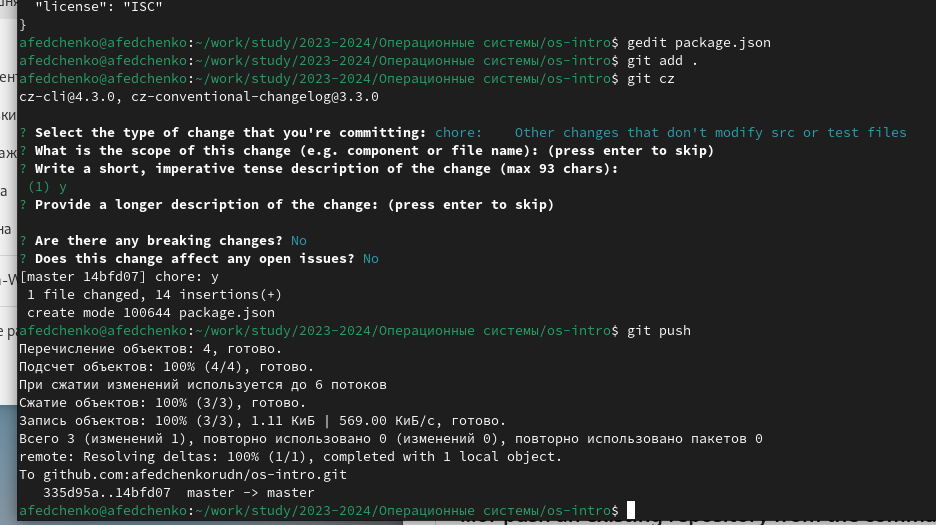 "license": "ISC"
}
afedchenko@afedchenko:~/work/study/2023-2024/Операционные системы/os-intro$ gedit package.json
afedchenko@afedchenko:~/work/study/2023-2024/Операционные системы/os-intro$ git add .
afedchenko@afedchenko:~/work/study/2023-2024/Операционные системы/os-intro$ git cz
cz-cli@4.3.0, cz-conventional-changelog@3.3.0
? Select the type of change that you're committing: chore:    Other changes that don't modify src or test files
? What is the scope of this change (e.g. component or file name): (press enter to skip)
? Write a short, imperative tense description of the change (max 93 chars):
(1) y
? Provide a longer description of the change: (press enter to skip)
? Are there any breaking changes? No
? Does this change affect any open issues? No
[master 14bfd07] chore: y
1 file changed, 14 insertions(+)
create mode 100644 package.json
afedchenko@afedchenko:~/work/study/2023-2024/Операционные системы/os-intro$ git push
Перечисление объектов: 4, готово.
Подсчет объектов: 100% (4/4), готово.
При сжатии изменений используется до 6 потоков
Сжатие объектов: 100% (3/3), готово.
Запись объектов: 100% (3/3), 1.11 КиБ | 569.00 КиБ/с, готово.
Всего 3 (изменений 1), повторно использовано 0 (изменений 0), повторно использовано пакетов 0
remote: Resolving deltas: 100% (1/1), completed with 1 local object.
To github.com:afedchenkorudn/os-intro.git
335d95a..14bfd07  master -> master
afedchenko@afedchenko:~/work/study/2023-2024/Операционные системы/os-intro$